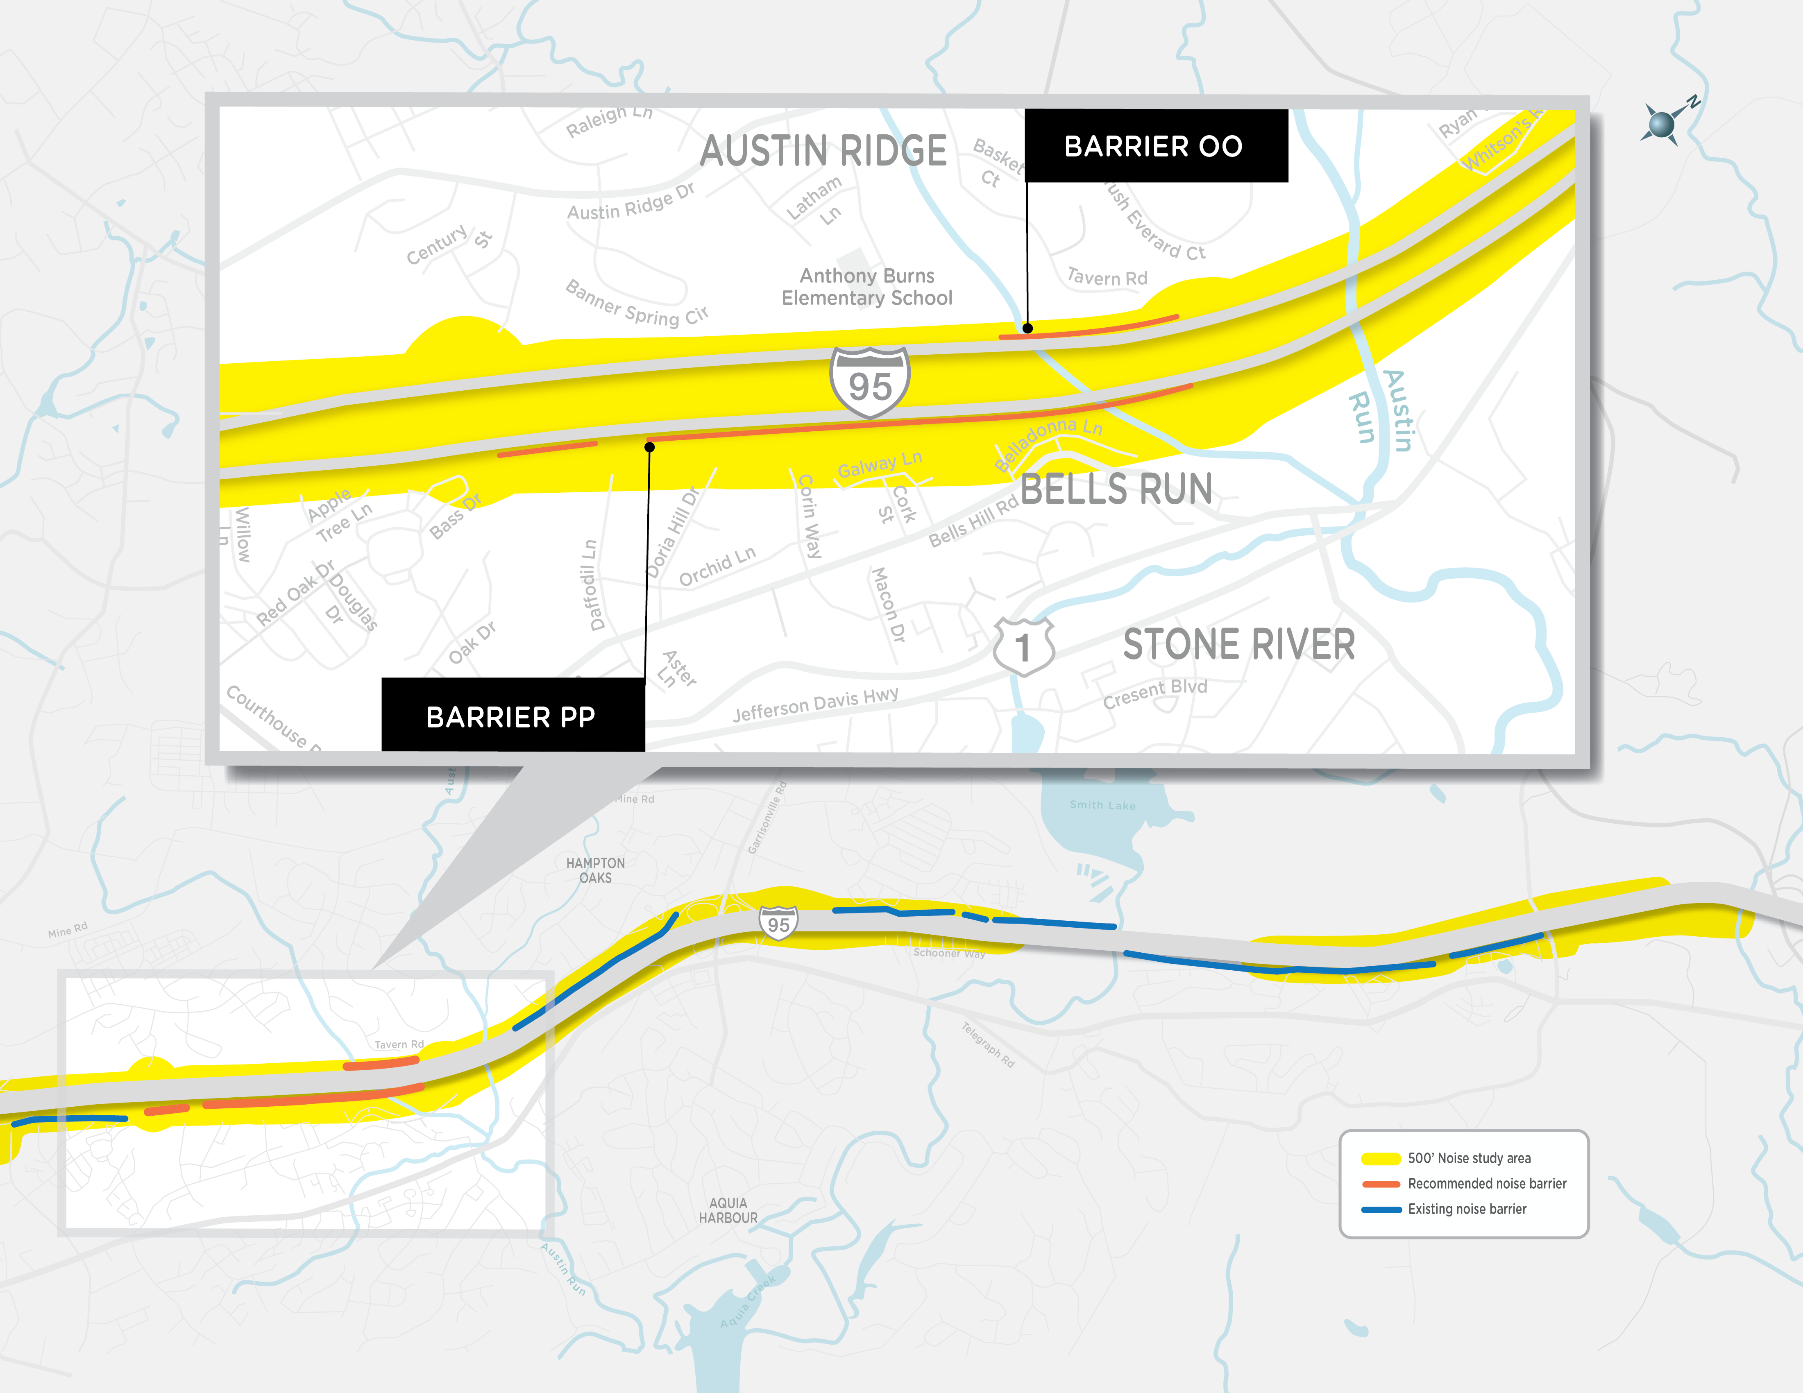 N
Raleigh Ln
AUSTIN RIDGE
Basket
Ct
BARRIER OO
Ryan
Whitson's R
Latham
Ln
Austin Ridge Dr
Century
St
rush Everard Ct
Tavern Rd
Anthony Burns
Elementary School
Banner Spring Cir
95
Austin
Run
Belladonna Ln
Galway Ln
BELLS RUN
Bells Hill Rd
Cork
St
Corin Way
Doria Hill Dr
Orchid Ln
Daffodil Ln
Macon Dr
Apple
Tree Ln
Bass Dr
Willow
Ln
Red Oak Dr
Douglas
Dr
Oak Dr
Aster
Ln
1
STONE RIVER
Cresent Blvd
Jefferson Davis Hwy
Courthouse R
BARRIER PP
Aust
Mine Rd
Garrisonville Rd
Smith Lake
HAMPTON
OAKS
Mine Rd
95
Schooner Way
Telegraph Rd
Tavern Rd
AQUIA
HARBOUR
Austin Run
Aquia Creek
500' Noise study area
Recommended noise barrier
Existing noise barrier